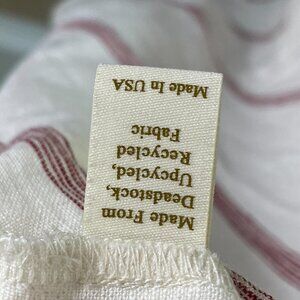 Made From
Deadstock,
Upcycled,
Recycled
Fabric
Made In USA